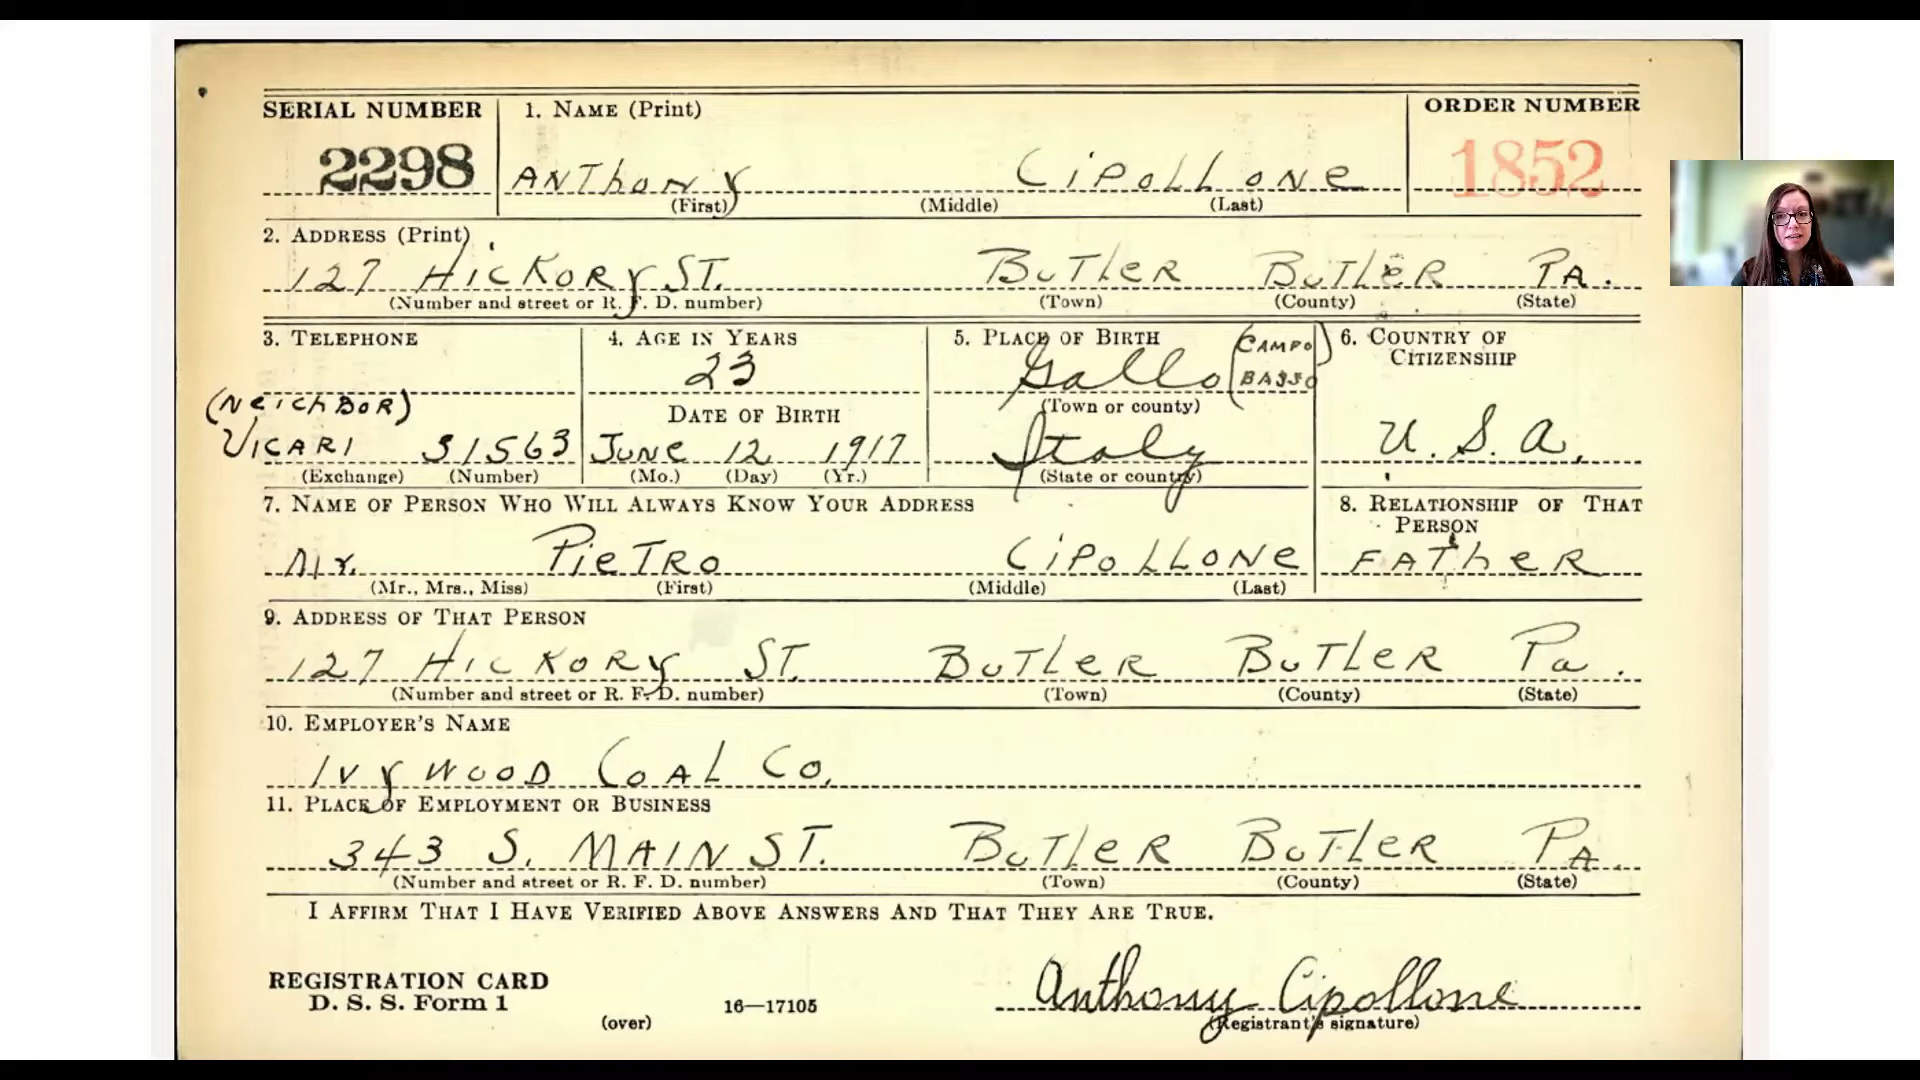 SERIAL NUMBER 1. NAME (Print) ORDER NUMBER
2298 ANThONY CiPOLLONE 1852
(First) (Middle) (Last)
2. ADDRESS (Print)
127 HICKORY ST. BUTLER BUTLER PA.
(Number and street or R. F. D. number) (Town) (County) (State)
3. TELEPHONE 4. AGE IN YEARS 5. PLACE OF BIRTH 6. COUNTRY OF CITIZENSHIP
23 Gallo (CAMPO BASSO)
(NEIGHBOR) DATE OF BIRTH (Town or county)
VICARI 31563 JUNE 12 1917 Italy U. S. A.
(Exchange) (Number) (Mo.) (Day) (Yr.) (State or country)
7. NAME OF PERSON WHO WILL ALWAYS KNOW YOUR ADDRESS 8. RELATIONSHIP OF THAT PERSON
Mr. PieTRO CiPOLLONE FATHER
(Mr., Mrs., Miss) (First) (Middle) (Last)
9. ADDRESS OF THAT PERSON
127 HICKORY ST. BUTLER BUTLER Pa.
(Number and street or R. F. D. number) (Town) (County) (State)
10. EMPLOYER'S NAME
IVYWOOD COAL CO.
11. PLACE OF EMPLOYMENT OR BUSINESS
343 S. MAIN ST. BUTLER BUTLER PA.
(Number and street or R. F. D. number) (Town) (County) (State)
I AFFIRM THAT I HAVE VERIFIED ABOVE ANSWERS AND THAT THEY ARE TRUE.
REGISTRATION CARD
D. S. S. Form 1 16—17105 Anthony Cipollone
(over) (Registrant's signature)